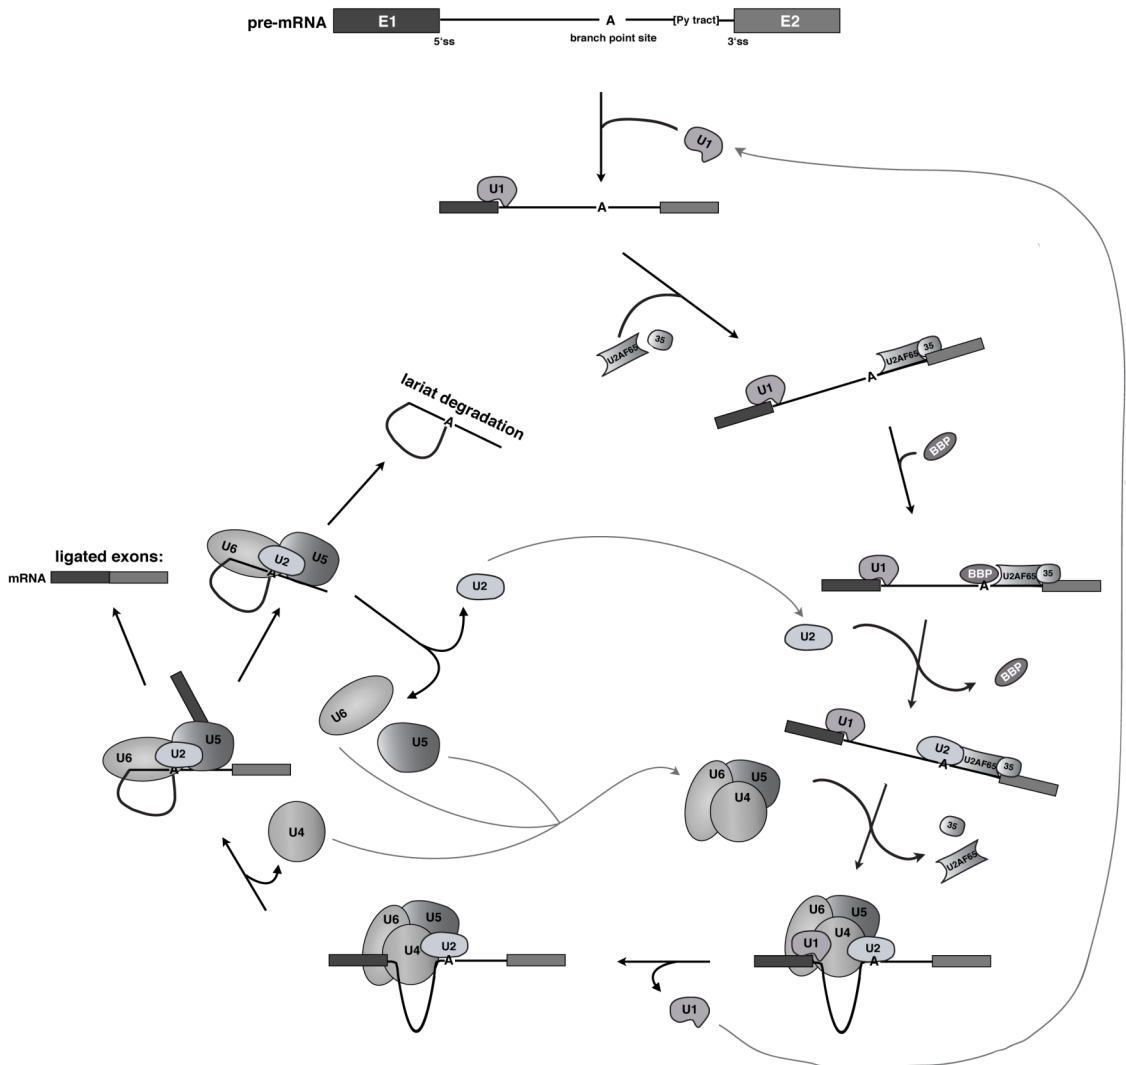 pre-mRNA E1 A [Py tract] E2
5'ss branch point site 3'ss
U1
U1
A
U2AF65 35
U1 A U2AF65 35
lariat degradation
A
BBP
U6 U2 U5
A
ligated exons:
mRNA
U2
U1 BBP U2AF65 35
A
U2
BBP
U6
U5
U1 U2 U2AF65 35
A
U6 U2 U5
A
U6 U5
U4
U4
35
U2AF65
U6 U5
U4 U2
A
U6 U5
U1 U4 U2
A
U1